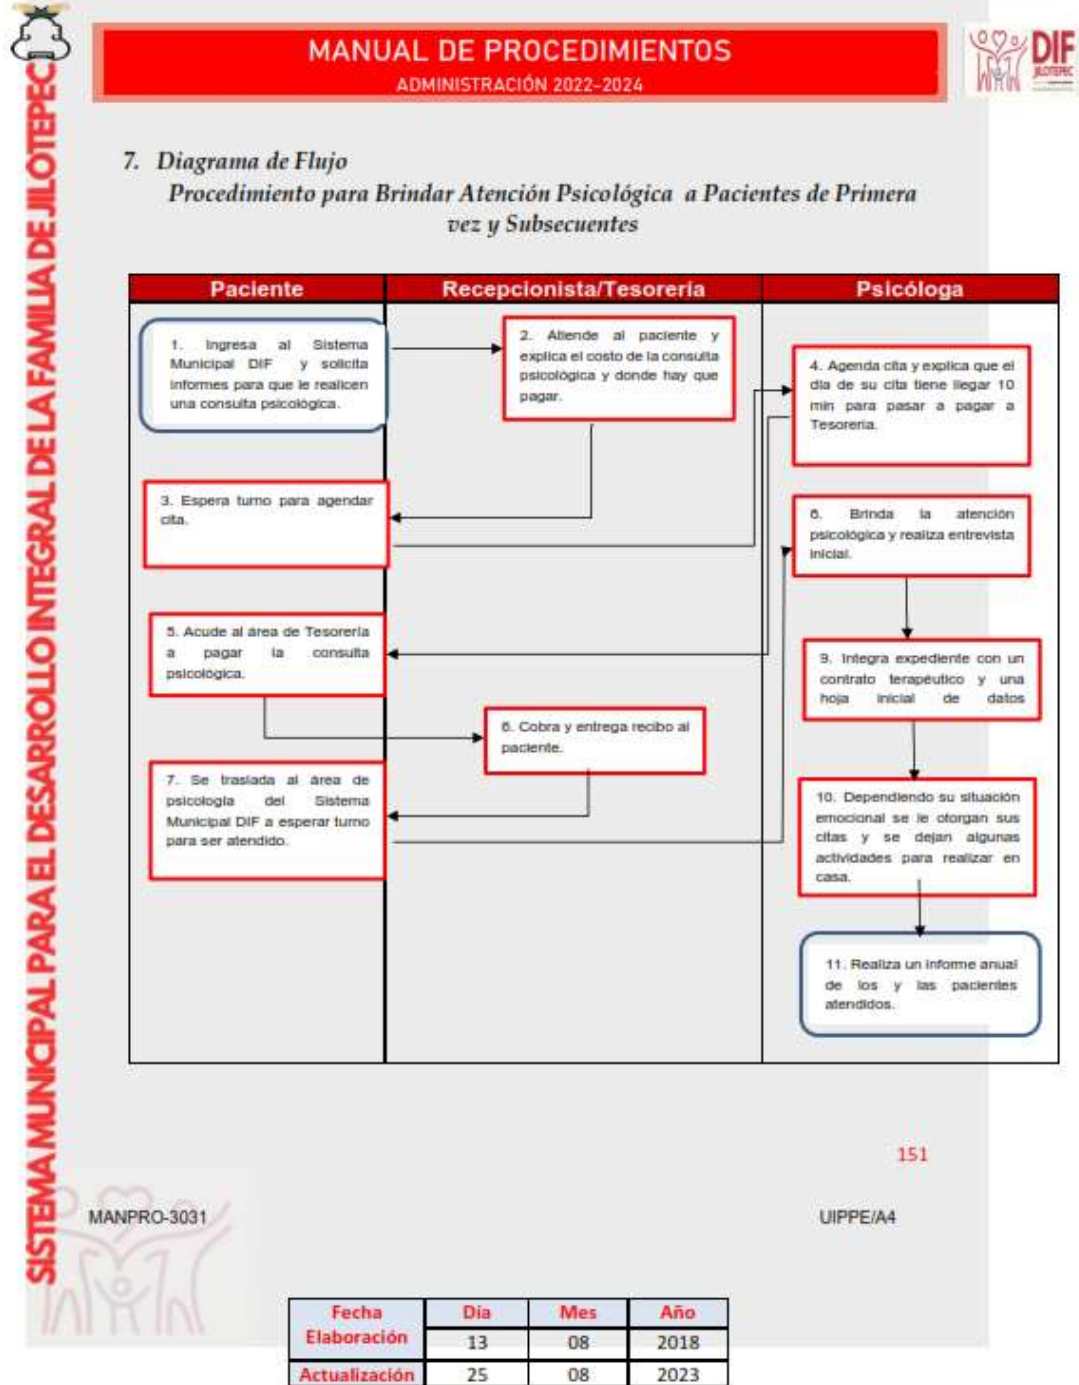 SISTEMA MUNICIPAL PARA EL DESARROLLO INTEGRAL DE LA FAMILIA DE JILOTEPEC
MANUAL DE PROCEDIMIENTOS
ADMINISTRACIÓN 2022-2024
DIF
JILOTEPEC
7. Diagrama de Flujo
Procedimiento para Brindar Atención Psicológica a Pacientes de Primera
vez y Subsecuentes
Paciente
Recepcionista/Tesorería
Psicóloga
1. Ingresa al Sistema
Municipal DIF y solicita
informes para que le realicen
una consulta psicológica.
2. Atiende al paciente y
explica el costo de la consulta
psicológica y donde hay que
pagar.
3. Espera turno para agendar
cita.
4. Agenda cita y explica que el
día de su cita tiene llegar 10
min para pasar a pagar a
Tesorería.
5. Acude al área de Tesorería
a pagar la consulta
psicológica.
6. Cobra y entrega recibo al
paciente.
7. Se traslada al área de
psicología del Sistema
Municipal DIF a esperar turno
para ser atendido.
8. Brinda la atención
psicológica y realiza entrevista
inicial.
9. Integra expediente con un
contrato terapéutico y una
hoja inicial de datos
10. Dependiendo su situación
emocional se le otorgan sus
citas y se dejan algunas
actividades para realizar en
casa.
11. Realiza un informe anual
de los y las pacientes
atendidos.
151
MANPRO-3031
UIPPE/A4
Fecha
Elaboración
Día
Mes
Año
13
08
2018
Actualización
25
08
2023